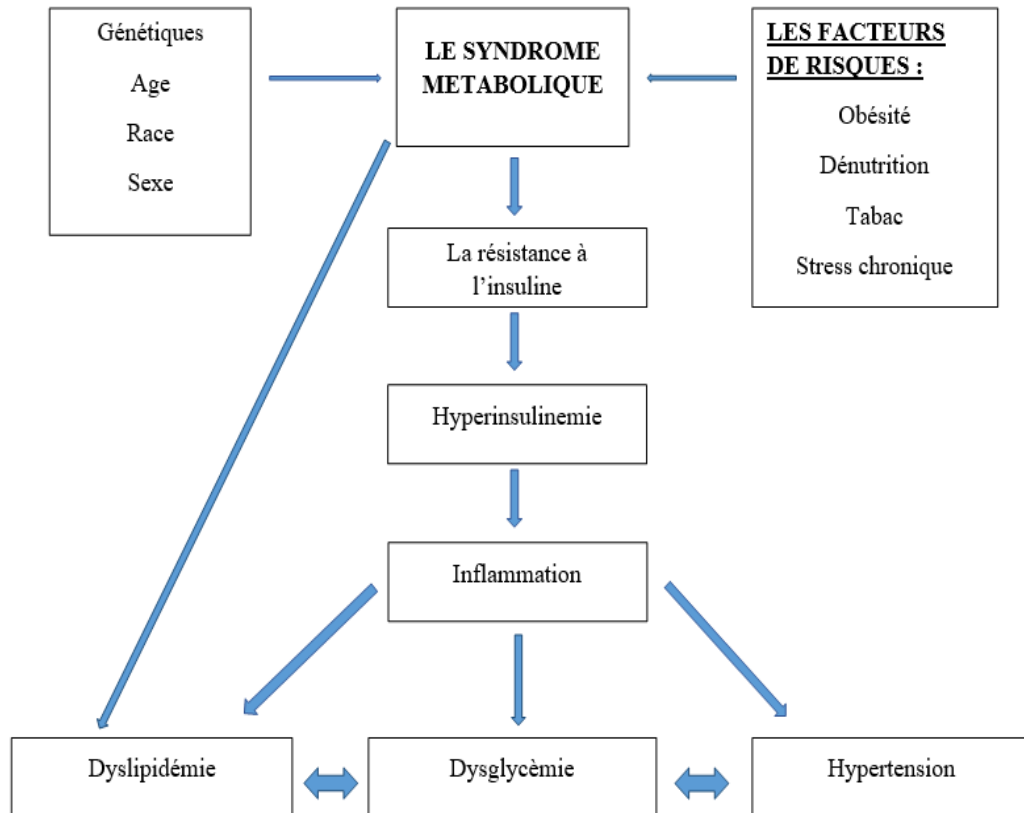 Génétiques
Age
Race
Sexe
LE SYNDROME
METABOLIQUE
LES FACTEURS
DE RISQUES :
Obésité
Dénutrition
Tabac
Stress chronique
La résistance à
l’insuline
Hyperinsulinemie
Inflammation
Dyslipidémie
Dysglycèmie
Hypertension